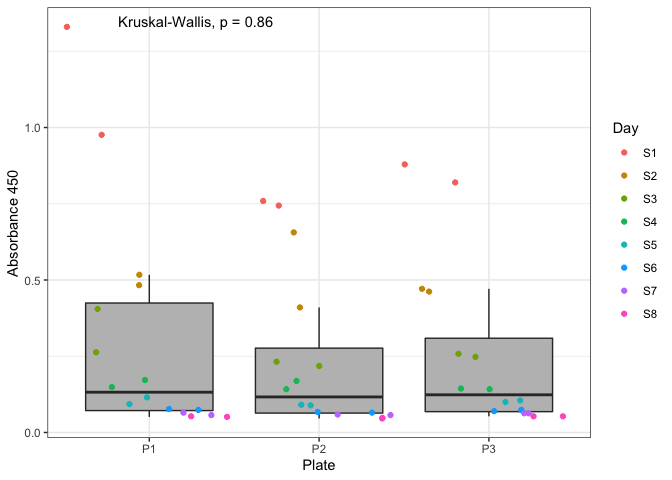 Kruskal-Wallis, p = 0.86
Absorbance 450
1.0
0.5
0.0
P1
P2
P3
Plate
Day
S1
S2
S3
S4
S5
S6
S7
S8